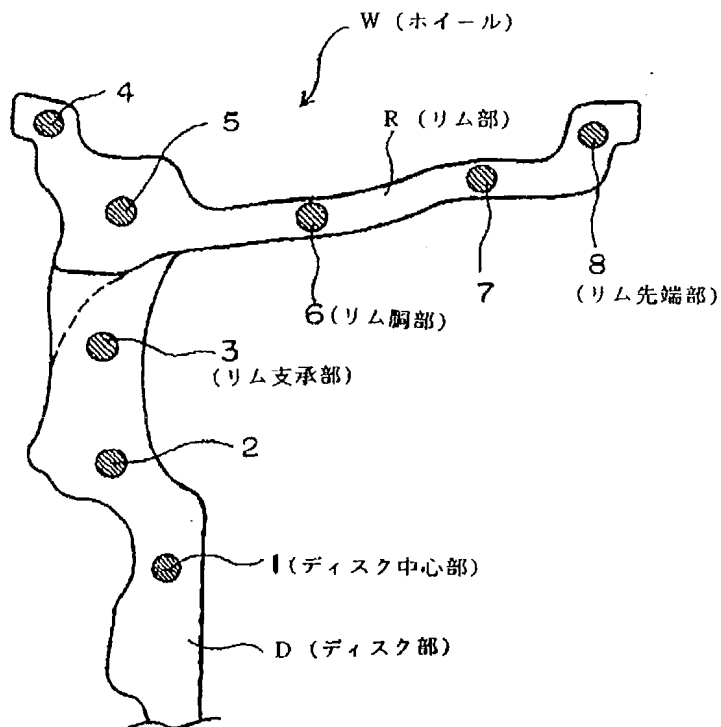 W (ホイール)
4
5
R (リム部)
6 (リム胴部)
7
8
(リム先端部)
3
(リム支承部)
2
1 (ディスク中心部)
D (ディスク部)